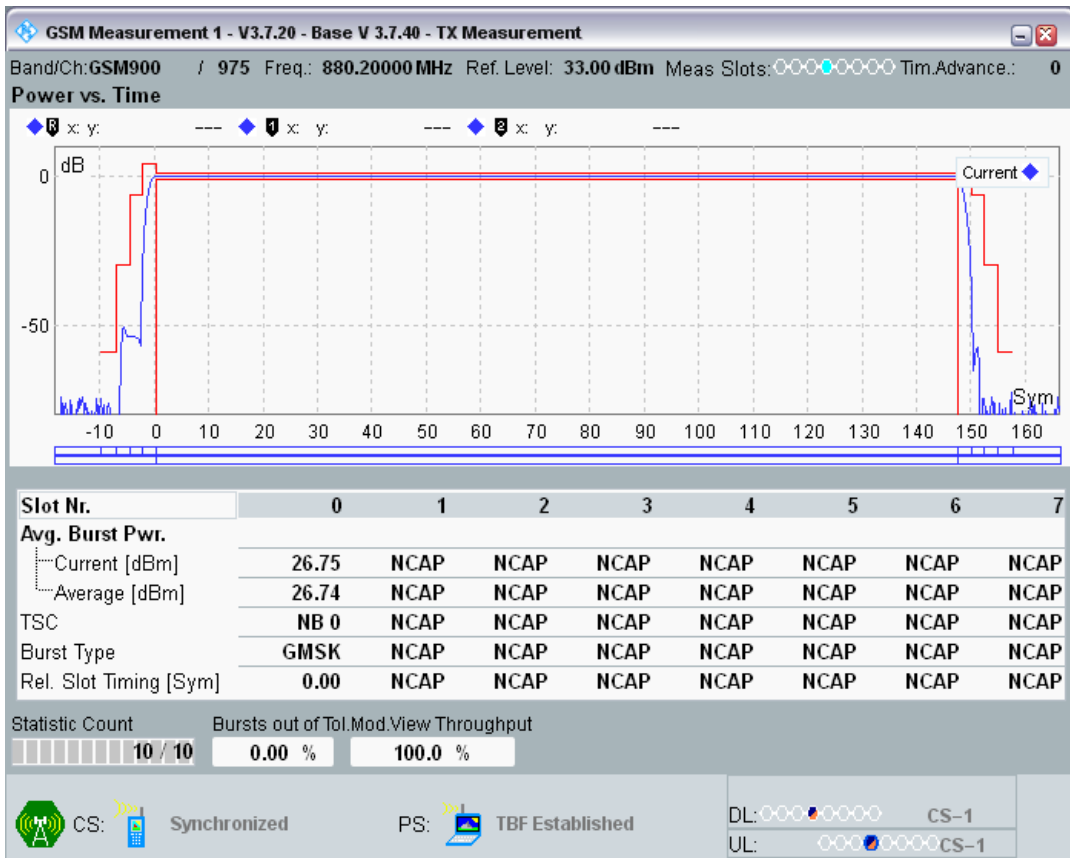 GSM Measurement 1 - V3.7.20 - Base V 3.7.40 - TX Measurement
Band/Ch:GSM900 / 975 Freq.: 880.20000 MHz Ref. Level: 33.00 dBm Meas Slots: Tim.Advance.: 0
Power vs. Time
R x: y: --- 1 x: y: --- 2 x: y: ---
dB
Current
0
-50
Sym
-10 0 10 20 30 40 50 60 70 80 90 100 110 120 130 140 150 160
Slot Nr. 0 1 2 3 4 5 6 7
Avg. Burst Pwr.
Current [dBm] 26.75 NCAP NCAP NCAP NCAP NCAP NCAP NCAP
Average [dBm] 26.74 NCAP NCAP NCAP NCAP NCAP NCAP NCAP
TSC NB 0 NCAP NCAP NCAP NCAP NCAP NCAP NCAP
Burst Type GMSK NCAP NCAP NCAP NCAP NCAP NCAP NCAP
Rel. Slot Timing [Sym] 0.00 NCAP NCAP NCAP NCAP NCAP NCAP NCAP
Statistic Count Bursts out of Tol.Mod.View Throughput
10 / 10 0.00 % 100.0 %
CS: Synchronized PS: TBF Established
DL: CS-1
UL: CS-1